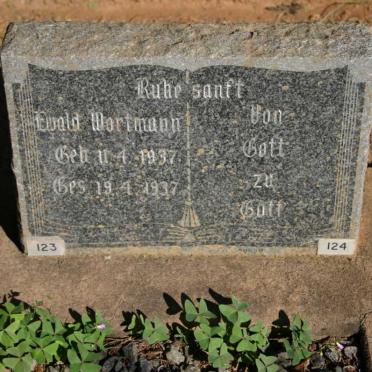 Ruhe sanft
Ewald Wortmann
Geb 11. 4. 1937
Ges 19. 4. 1937
Von
Gott
zu
Gott
123
124